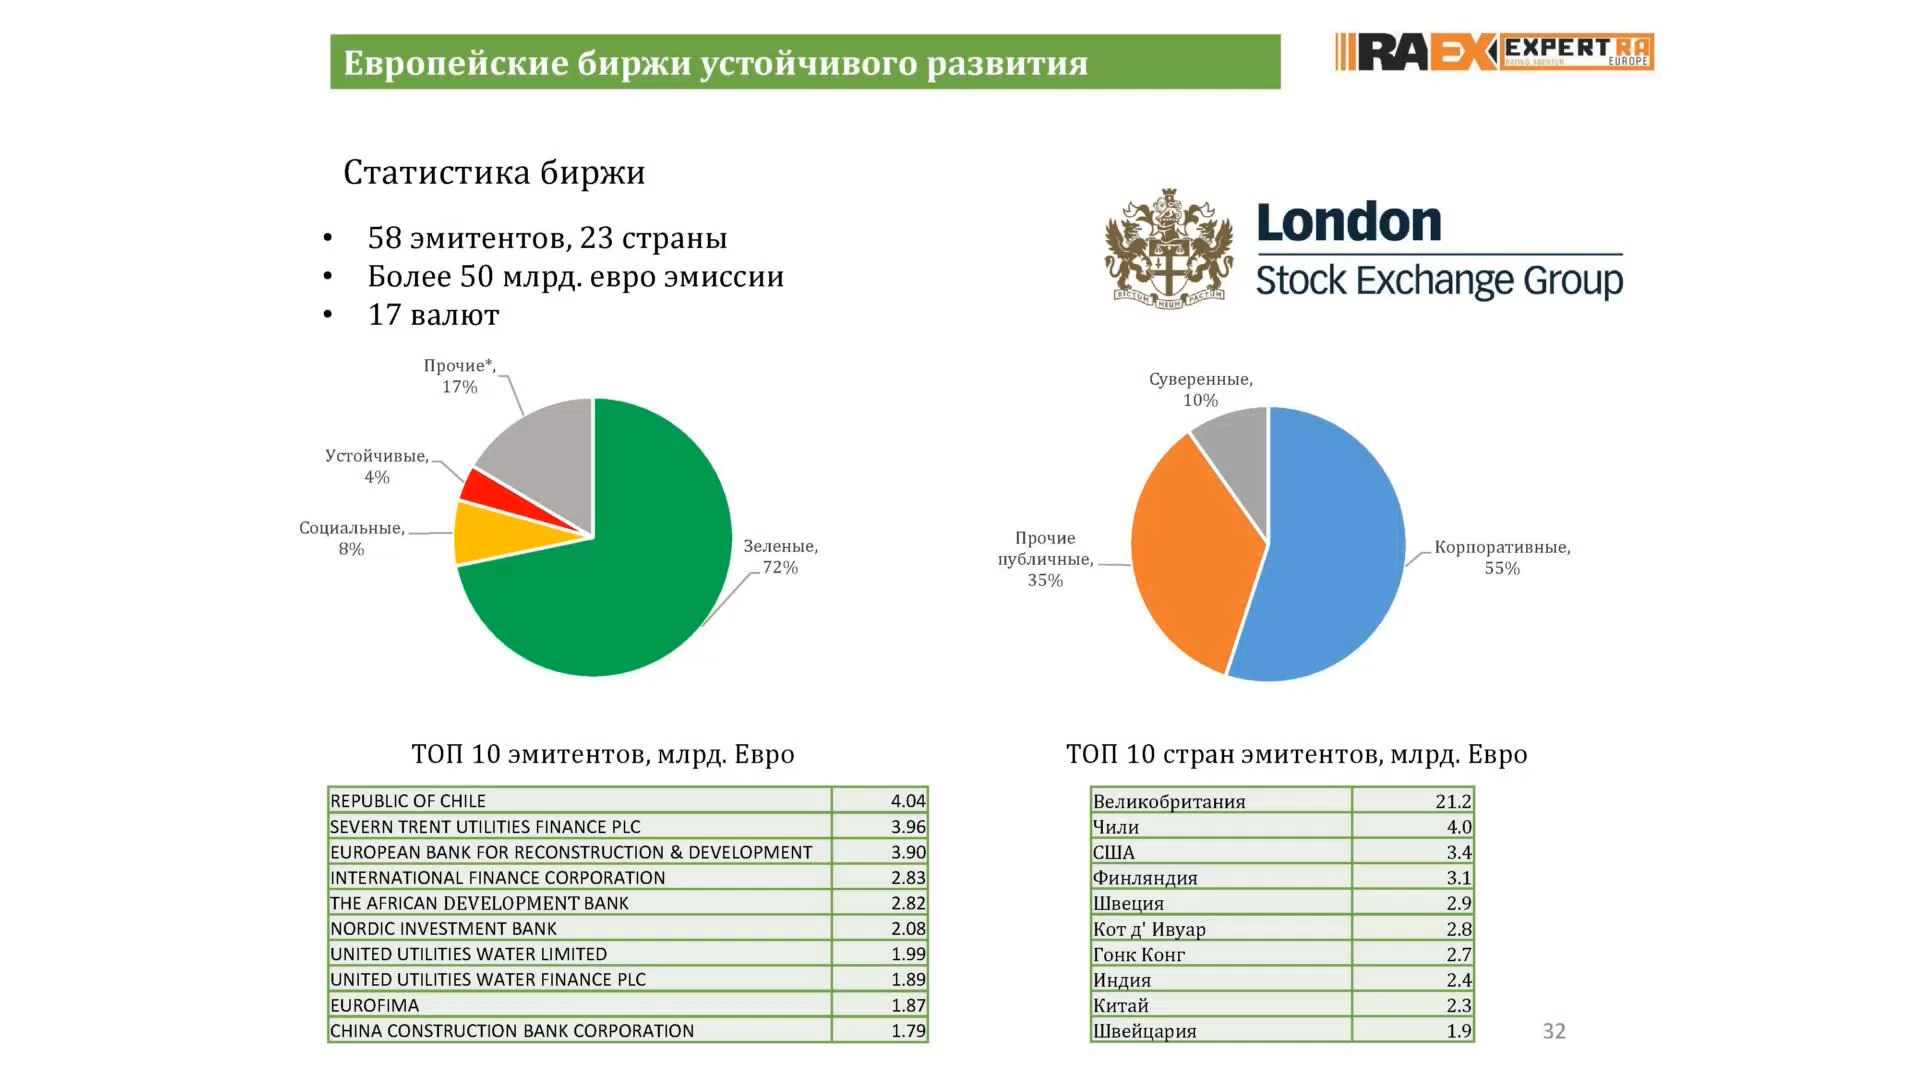 Европейские биржи устойчивого развития
RAEX EXPERT RA
RATING AGENTUR EUROPE
Статистика биржи
• 58 эмитентов, 23 страны
• Более 50 млрд. евро эмиссии
• 17 валют
London
Stock Exchange Group
DICTUM MEUM PACTUM
Прочие*,
17%
Устойчивые,
4%
Социальные,
8%
Зеленые,
72%
Суверенные,
10%
Прочие
публичные,
35%
Корпоративные,
55%
ТОП 10 эмитентов, млрд. Евро
REPUBLIC OF CHILE 4.04
SEVERN TRENT UTILITIES FINANCE PLC 3.96
EUROPEAN BANK FOR RECONSTRUCTION & DEVELOPMENT 3.90
INTERNATIONAL FINANCE CORPORATION 2.83
THE AFRICAN DEVELOPMENT BANK 2.82
NORDIC INVESTMENT BANK 2.08
UNITED UTILITIES WATER LIMITED 1.99
UNITED UTILITIES WATER FINANCE PLC 1.89
EUROFIMA 1.87
CHINA CONSTRUCTION BANK CORPORATION 1.79
ТОП 10 стран эмитентов, млрд. Евро
Великобритания 21.2
Чили 4.0
США 3.4
Финляндия 3.1
Швеция 2.9
Кот д' Ивуар 2.8
Гонк Конг 2.7
Индия 2.4
Китай 2.3
Швейцария 1.9
32